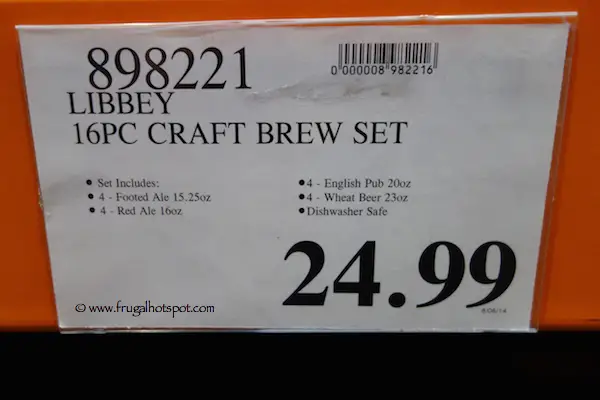 898221
0"000008"982216"
LIBBEY
16PC CRAFT BREW SET
• Set Includes:
• 4 - Footed Ale 15.25oz
• 4 - Red Ale 16oz
• 4 - English Pub 20oz
• 4 - Wheat Beer 23oz
• Dishwasher Safe
24.99
© www.frugalhotspot.com